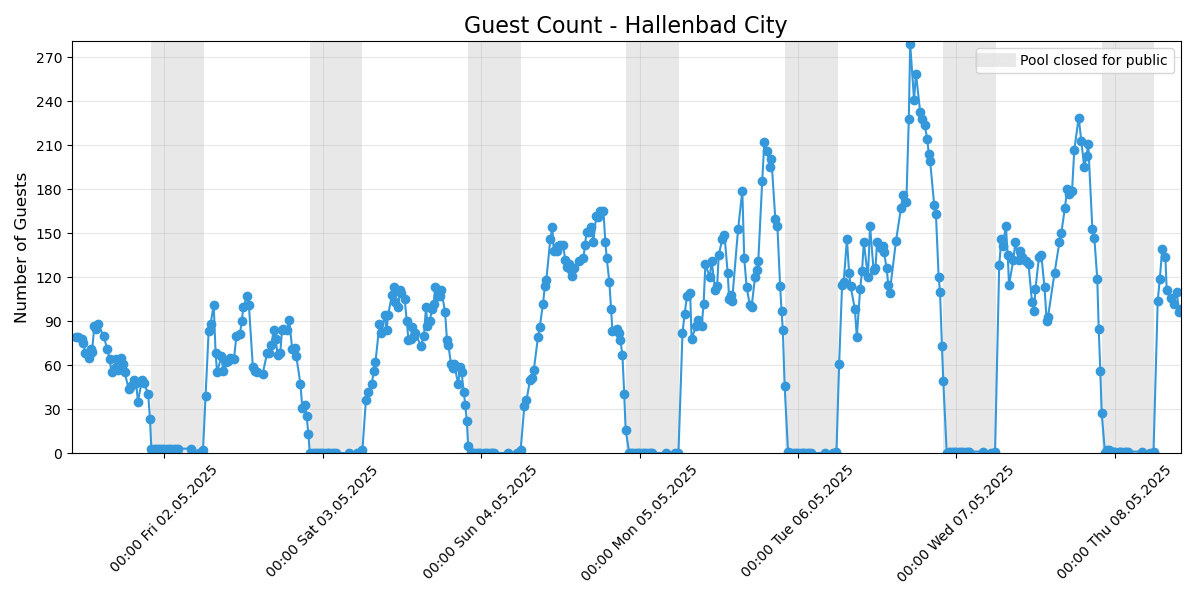 Guest Count - Hallenbad City
Pool closed for public
Number of Guests
270
240
210
180
150
120
90
60
30
0
00:00 Fri 02.05.2025
00:00 Sat 03.05.2025
00:00 Sun 04.05.2025
00:00 Mon 05.05.2025
00:00 Tue 06.05.2025
00:00 Wed 07.05.2025
00:00 Thu 08.05.2025